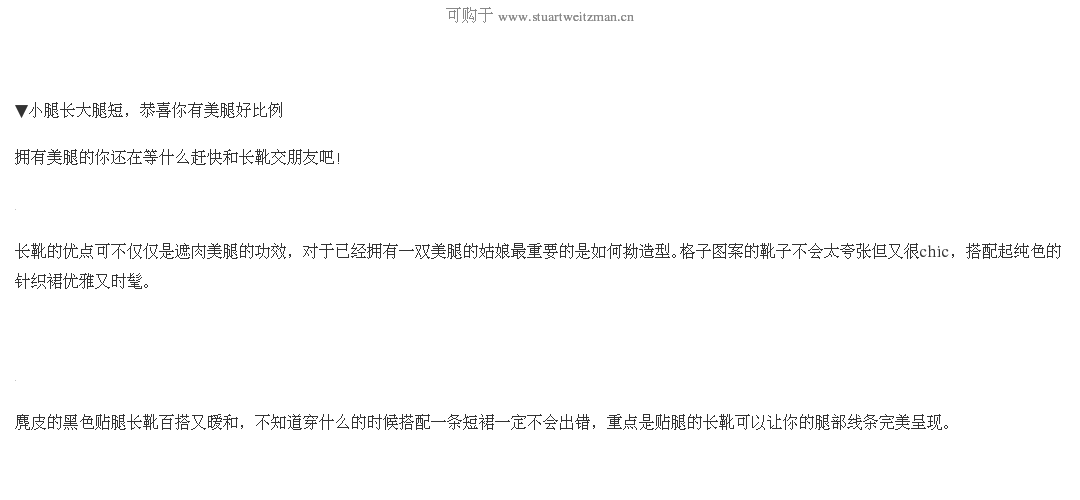 可购于 www.stuartweitzman.cn
▼小腿长大腿短，恭喜你有美腿好比例
拥有美腿的你还在等什么赶快和长靴交朋友吧！
长靴的优点可不仅仅是遮肉美腿的功效，对于已经拥有一双美腿的姑娘最重要的是如何拗造型。格子图案的靴子不会太夸张但又很chic，搭配起纯色的
针织裙优雅又时髦。
麂皮的黑色贴腿长靴百搭又暖和，不知道穿什么的时候搭配一条短裙一定不会出错，重点是贴腿的长靴可以让你的腿部线条完美呈现。